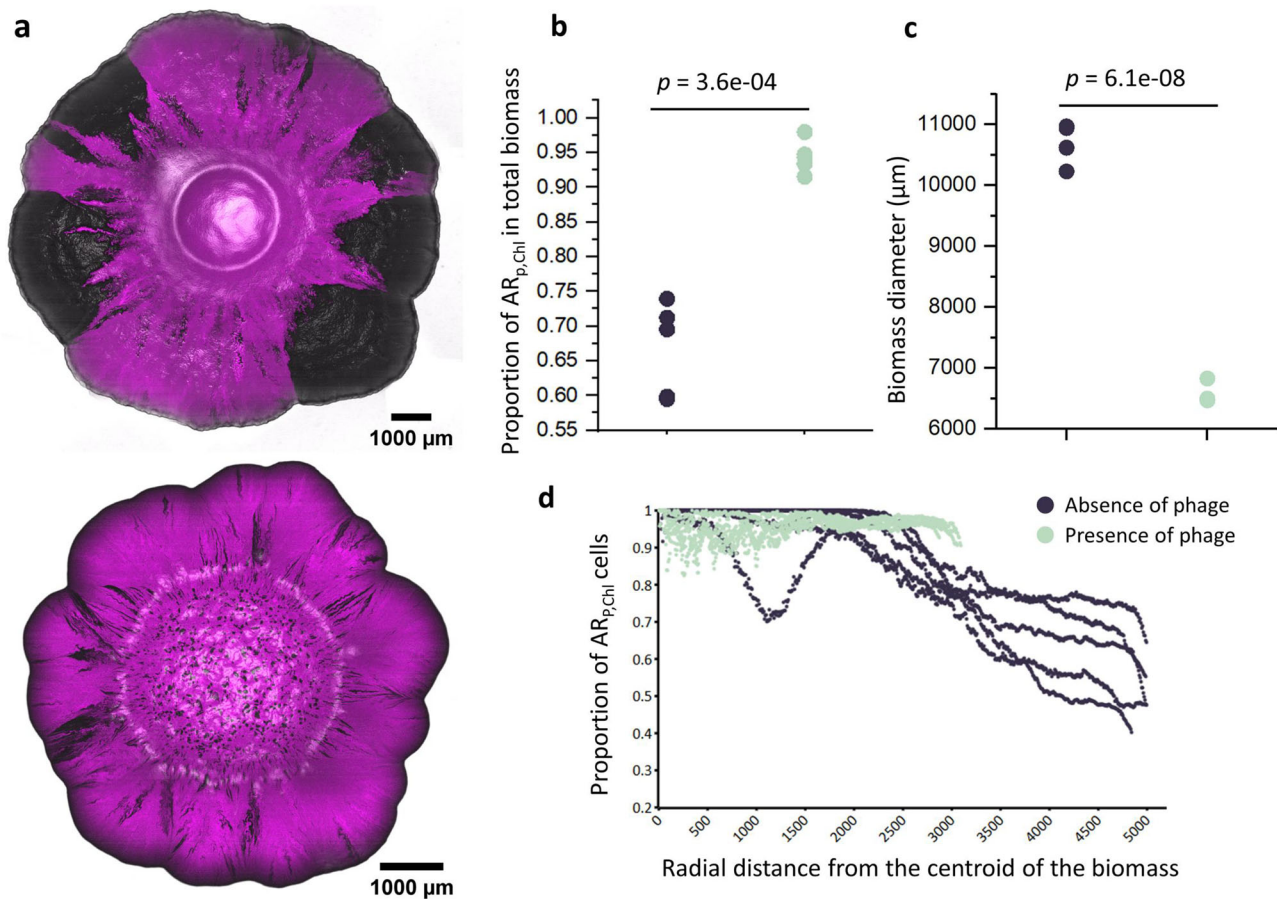 a
1000 µm
1000 µm
b
p = 3.6e-04
Proportion of ARp,Chl in total biomass
1.00
0.95
0.90
0.85
0.80
0.75
0.70
0.65
0.60
0.55
c
p = 6.1e-08
Biomass diameter (µm)
11000
10000
9000
8000
7000
6000
d
Absence of phage
Presence of phage
Proportion of ARP,Chl cells
1
0.9
0.8
0.7
0.6
0.5
0.4
0.3
0.2
0
500
1000
1500
2000
2500
3000
3500
4000
4500
5000
Radial distance from the centroid of the biomass